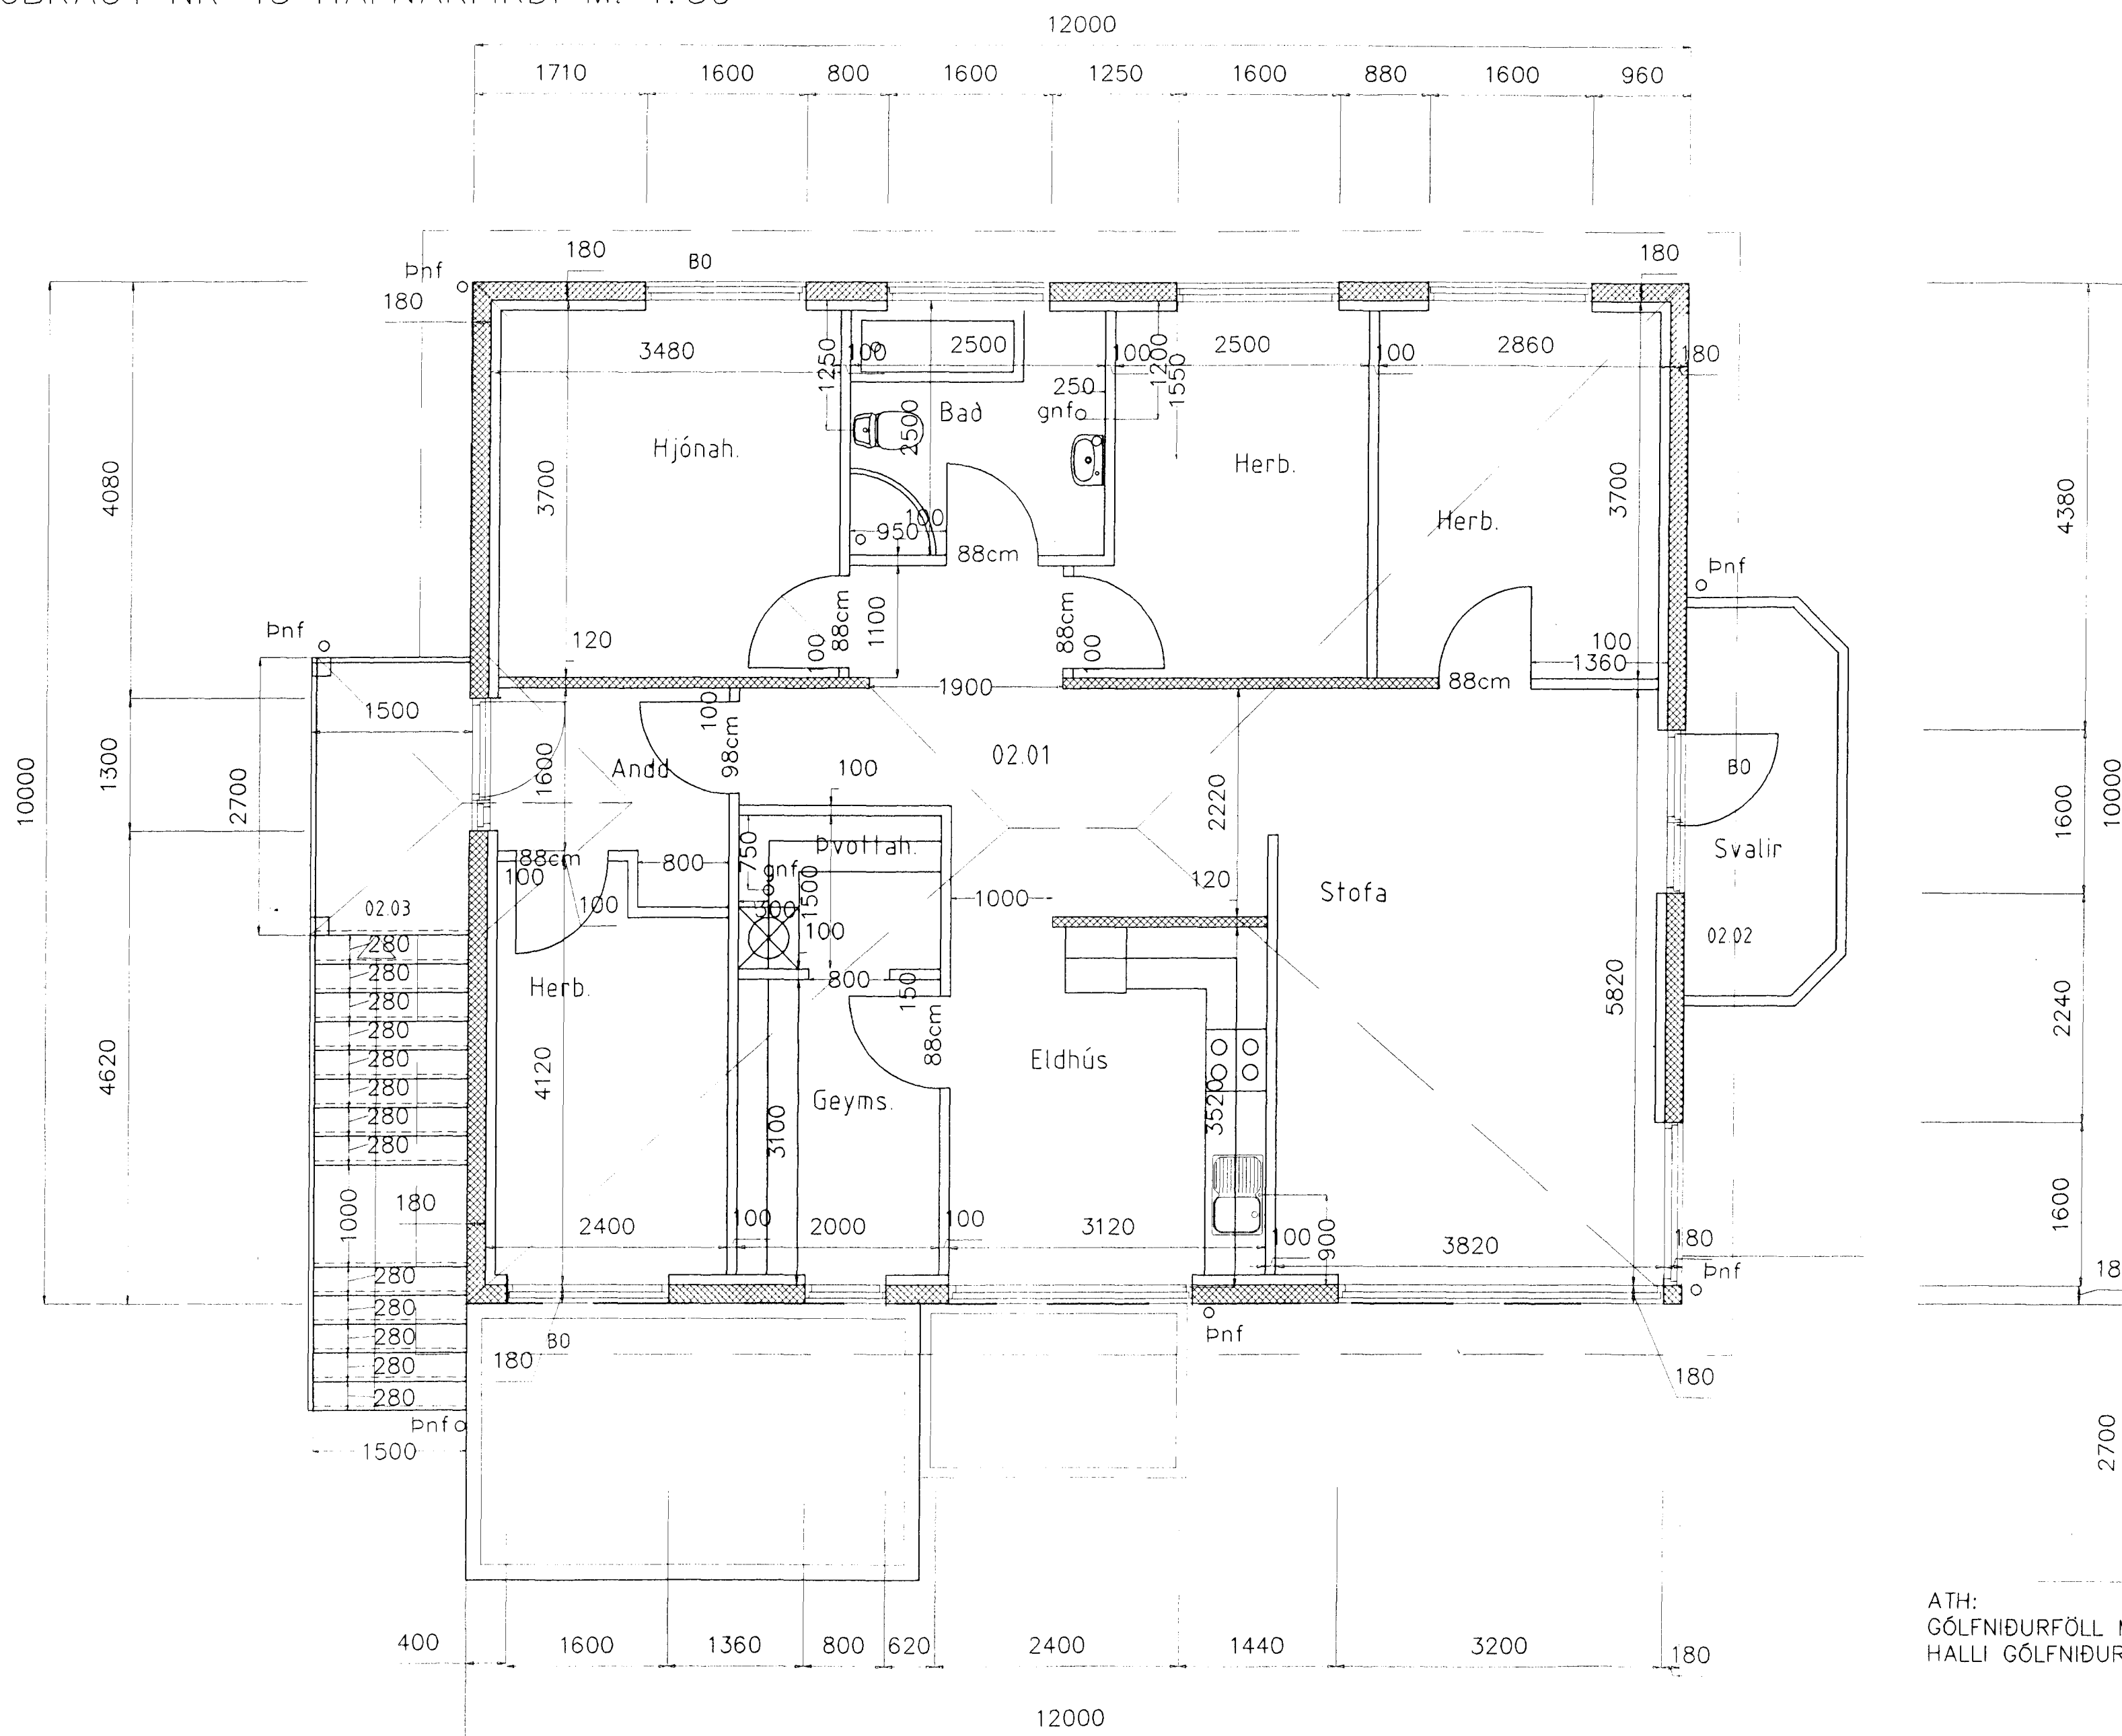 12000
1710 1600 800 1600 1250 1600 880 1600 960
180 BO 180
Þnf
180
3480 1250 100 2500 100 1200 1550 2500 100 2860 180
250
Bað gnf
2500
Hjónah. Herb. Herb.
4080 3700 3700 4380
100
950
88cm
Þnf
Þnf
120 100 88cm 1100 88cm 100 100
1360
1900 88cm
1500 100
10000 1300 2700 1600 Andd 98cm 02.01 2220 BO 1600 10000
100
750 Þvottah. Svalir
88cm 800 gnf
100 1500 120 Stofa
100 300 1000
02.03 100 02.02
280
280 800 150
280 Herb. 5820 2240
280 88cm
280 Eldhús
4620 280 4120
280 Geyms. 3520
280 3100
1000 180 1600
2400 100 2000 100 3120 100 900 3820 180
Þnf 18
280
280
280 BO Þnf
280 180 180
280
Þnf
1500 2700
ATH:
GÓLFNIÐURFÖLL
HALLI
400 1600 1360 800 620 2400 1440 3200 180
12000